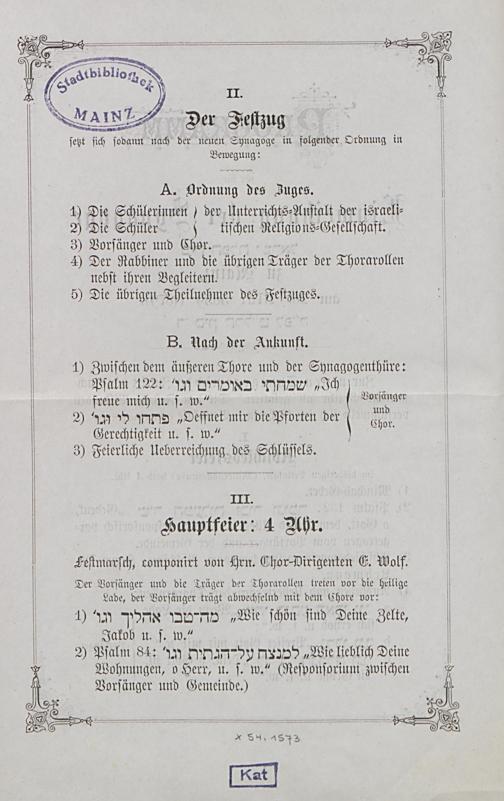 Stadtbibliothek
MAINZ
II.
Der Festzug
setzt sich sodann nach der neuen Synagoge in folgender Ordnung in
Bewegung:
A. Ordnung des Zuges.
1) Die Schülerinnen } der Unterrichts=Anstalt der israeli=
2) Die Schüler } tischen Religions=Gesellschaft.
3) Vorsänger und Chor.
4) Der Rabbiner und die übrigen Träger der Thorarollen
nebst ihren Begleitern.
5) Die übrigen Theilnehmer des Festzuges.
B. Nach der Ankunft.
1) Zwischen dem äußeren Thore und der Synagogenthüre:
Psalm 122: שמחתי באומרים וגו' „Ich
freue mich u. s. w.“
2) פתחו לי וגו' „Oeffnet mir die Pforten der
Gerechtigkeit u. s. w.“
Vorsänger
und
Chor.
3) Feierliche Ueberreichung des Schlüssels.
III.
Hauptfeier: 4 Uhr.
Festmarsch, componirt von Hrn. Chor-Dirigenten E. Wolf.
Der Vorsänger und die Träger der Thorarollen treten vor die heilige
Lade, der Vorsänger trägt abwechselnd mit dem Chore vor:
1) מה־טבו אהליך וגו' „Wie schön sind Deine Zelte,
Jakob u. s. w.“
2) Psalm 84: למנצח על־הגתית וגו' „Wie lieblich Deine
Wohnungen, o Herr, u. s. w.“ (Responsorium zwischen
Vorsänger und Gemeinde.)
x 54. 1573
Kat